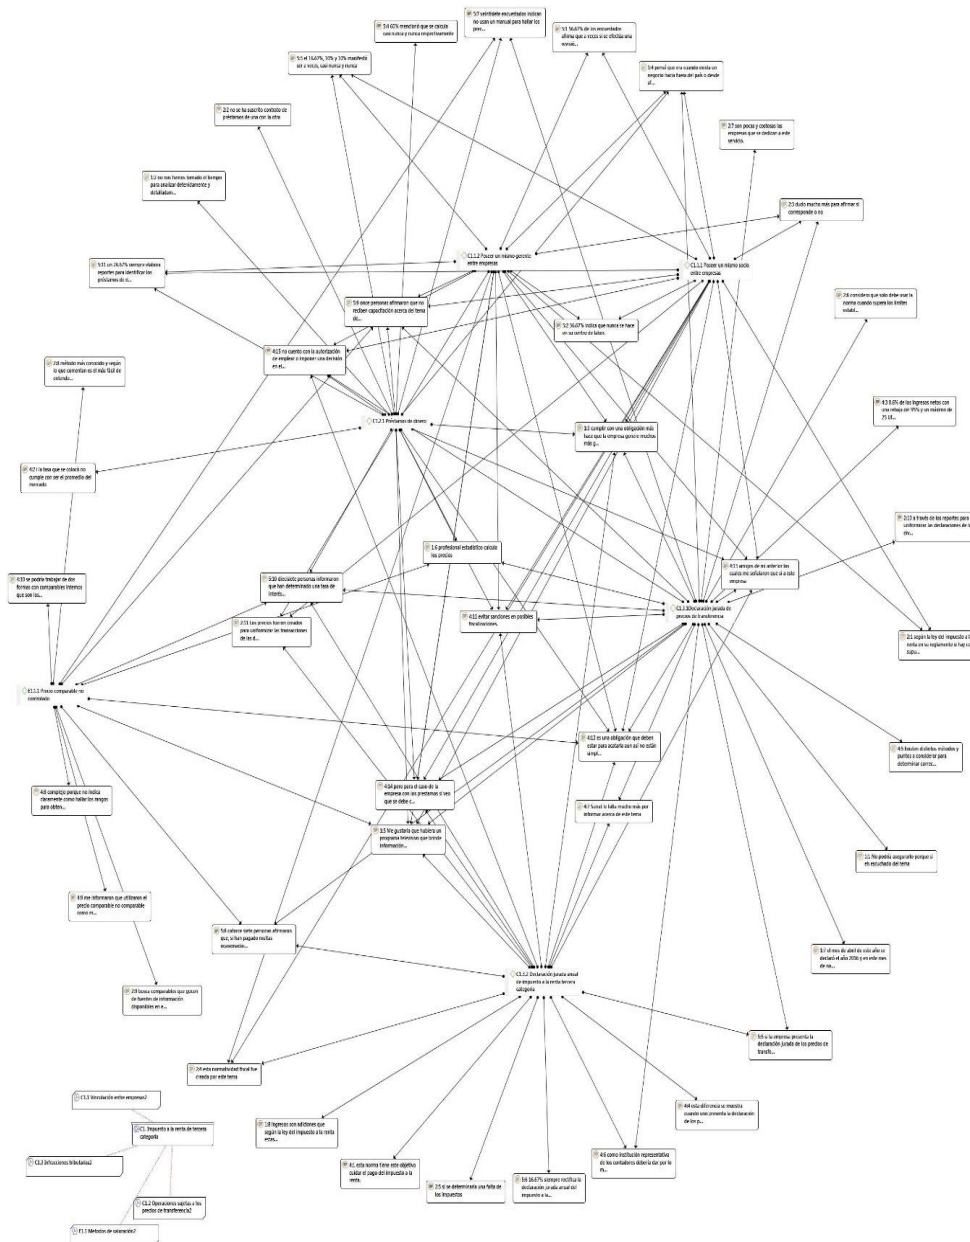 5:4 60% mencionó que se calcula
casi nunca y nunca respectivamente
5:7 veintisiete encuestados indican
no usan un manual para hallar los
prec...
5:1 56.67% de los encuestados
afirma que a veces si se efectúa una
5:5 el 16.67%, 10% y 10% manifestó
ser a veces, casi nunca y nunca
1:4 pensé que era cuando venía un
negocio hacia fuera del país o desde
2:2 no se ha suscrito contrato de
préstamos de una con la otra
2:7 son pocas y costosas las
empresas que se dedican a este
servicio.
1:2 no nos hemos tomado el tiempo
para analizar detenidamente y
detalladam...
2:3 dudo mucho más para afirmar si
corresponde o no
5:11 un 26.67% siempre elabora
reportes para identificar los
préstamos de di...
C1.1.2 Poseer un mismo gerente
entre empresas
C1.1.1 Poseer un mismo socio
entre empresas
2:6 considero que solo debe usar la
norma cuando supera los límites
establ...
5:9 once personas afirmaron que no
reciben capacitación acerca del tema
de...
5:2 56.67% indica que nunca se hace
en su centro de labor.
4:15 no cuento con la autorización
de emplear o imponer una decisión
en el...
2:8 método más conocido y según
lo que comentan es el más fácil de
entende...
4:3 0.6% de los ingresos netos con
una rebaja del 95% y un máximo de
25 UI...
C1.2.1 Préstamos de dinero
3:3 cumplir con una obligación más
hace que la empresa genere muchos
más g...
4:2 l la tasa que se colocó no
cumple con ser el promedio del
mercado
2:10 a través de los reportes para
uniformizar las declaraciones de l
1:6 profesional estadístico calcula
los precios
4:13 amigos de mi anterior los
cuales me señalaron que si a este
empresa
4:10 se podría trabajar de dos
formas con comparables internos
que son los...
5:10 diecisiete personas informaron
que han determinado una tasa de
interés...
C1.3.1Declaración jurada de
precios de transferencia
2:11 Los precios fueron creados
para uniformizar las transacciones
de las d...
4:11 evitar sanciones en posibles
fiscalizaciones.
2:1 según la ley del impuesto a l
renta en su reglamento si hay u
supu...
E1.1.1 Precio comparable no
controlado
4:12 es una obligación que deben
estar para acatarla aun así no están
simpl...
4:5 habían distintos métodos y
puntos a considerar para
determinar correc...
4:8 complejo porque no indica
claramente como hallar los rangos
para obten...
4:14 pero para el caso de la
empresa con los prestamos si veo
que se debe c...
4:7 Sunat le falta mucho más por
informar acerca de este tema
3:5 Me gustaría que hubiera un
programa televisivo que brinde
información...
1:1 No podría asegurarlo porque si
eh escuchado del tema
4:9 me informaron que utilizaron el
precio comparable no comparable
como m...
5:8 catorce siete personas afirmaron
que, si han pagado multas
ocasionadas...
1:7 el mes de abril de este año se
declaró el año 2016 y en este mes
de no...
C1.3.2 Declaración jurada anual
de impuesto a la renta tercera
categoría
2:9 busca comparables que gocen
de fuentes de información
disponibles en e...
5:5 si la empresa presenta la
declaración jurada de los precios de
transfe...
2:4 esta normatividad fiscal fue
creada por este tema
C1.1 Vinculación entre empresas2
C1. Impuesto a la renta de tercera
categoría
C1.3 Infracciones tributarias2
C1.2 Operaciones sujetas a los
precios de transferencia2
E1.1 Métodos de valoración2
1:8 Ingresos son adiciones que
según la ley del impuesto a la renta
estas...
4:4 esta diferencia se muestra
cuando uno presenta la declaración
de los p...
4:1 esta norma tiene este objetivo
cuidar el pago del impuesto a la
renta.
2:5 si se determinaría una falta de
los impuestos
5:6 16.67% siempre rectifica la
declaración jurada anual del
impuesto a la...
4:6 como institución representativa
de los contadores debería dar por lo
m...